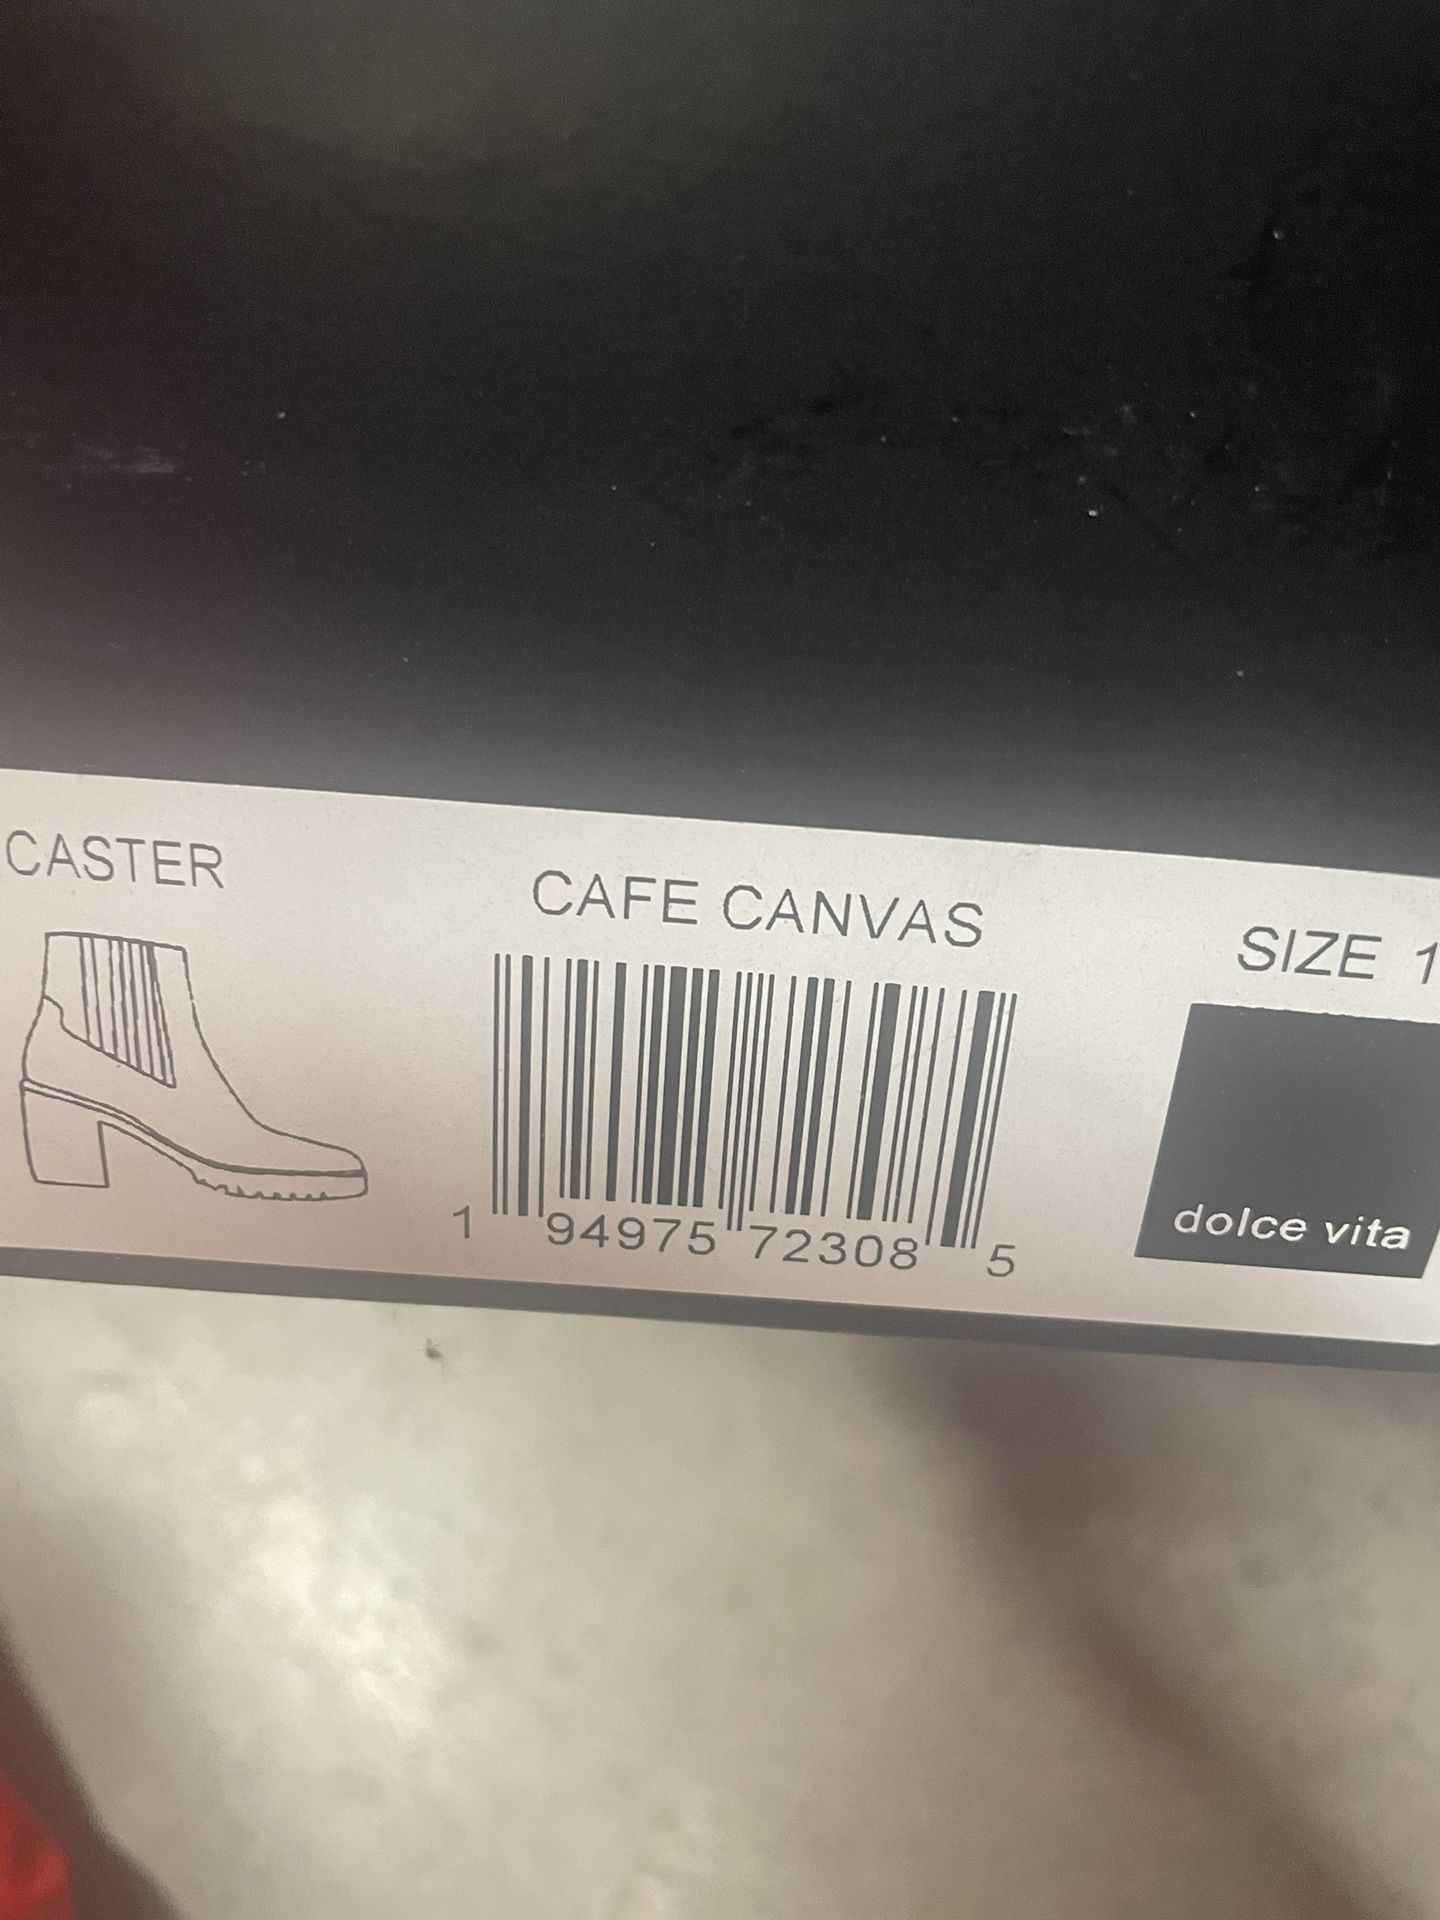 CASTER
CAFE CANVAS
SIZE 1
1 94975 72308 5
dolce vita